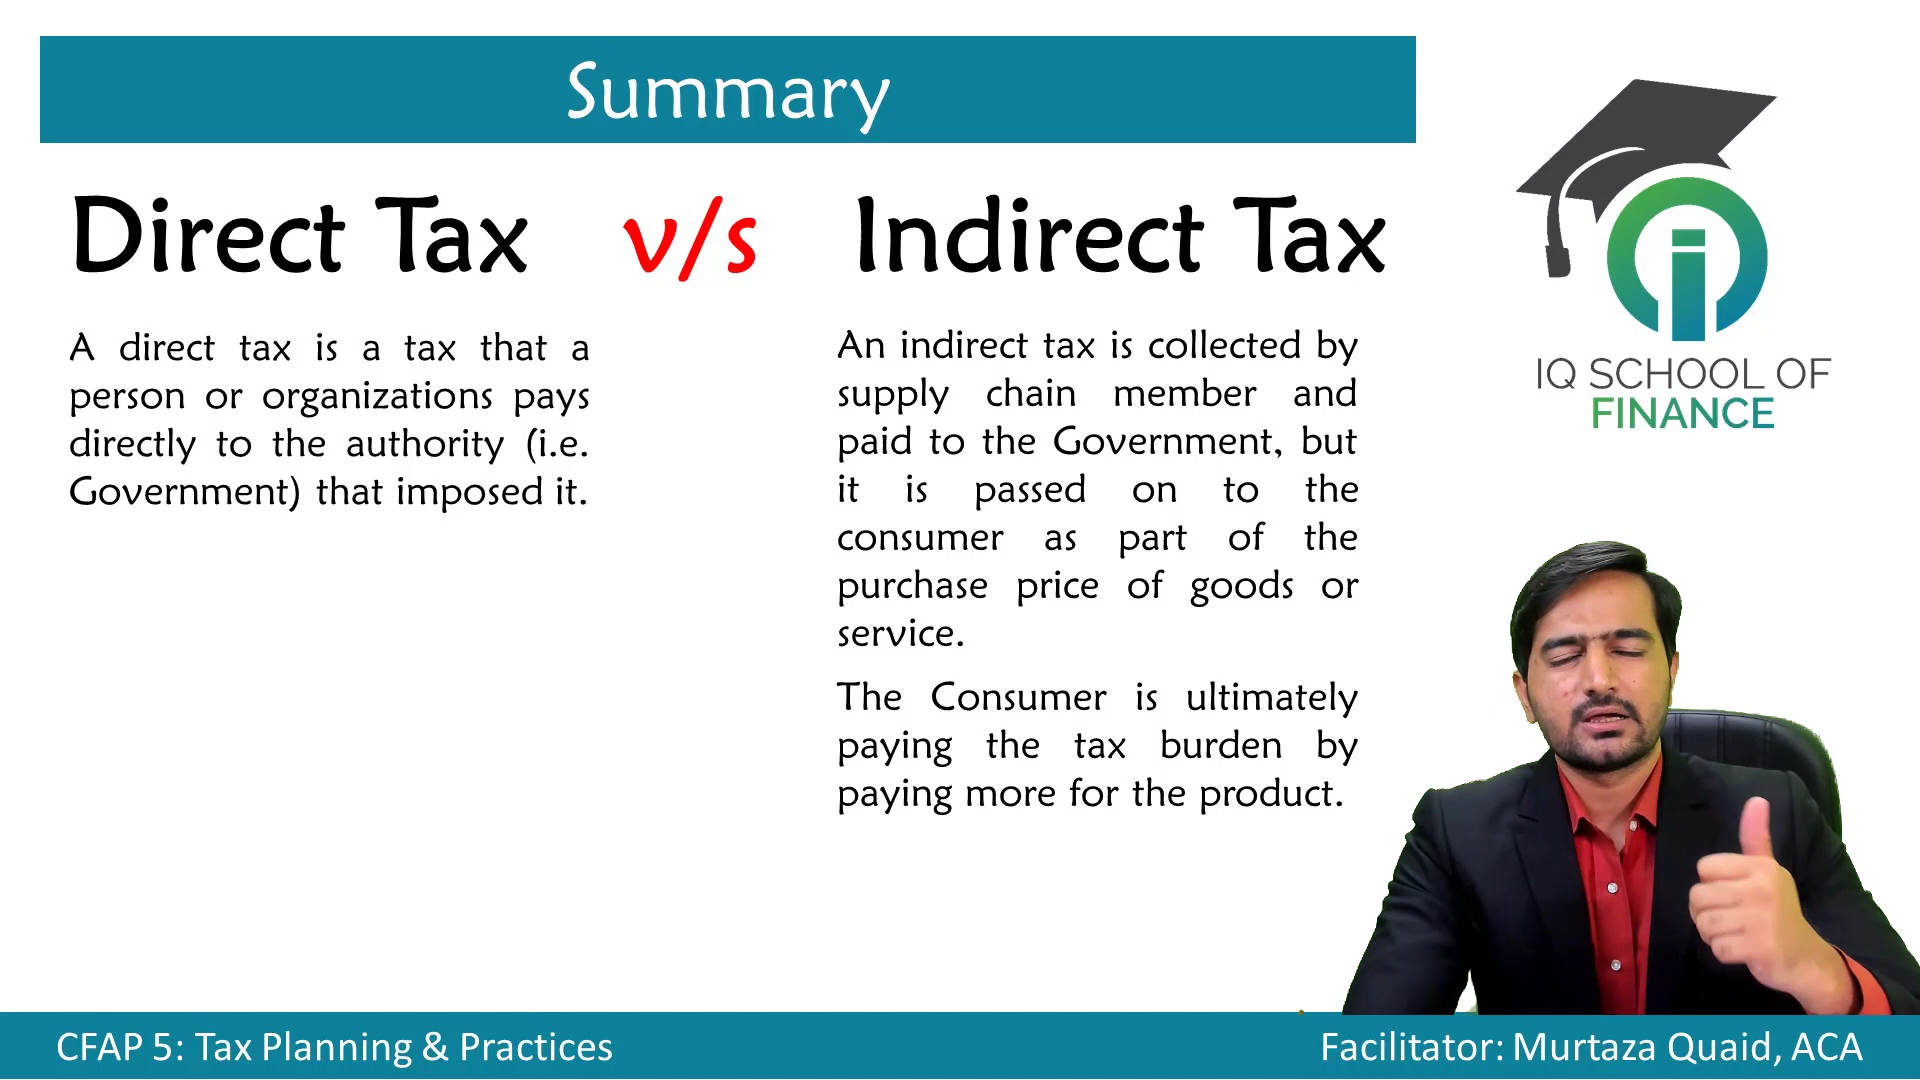 Summary
Direct Tax v/s Indirect Tax
A direct tax is a tax that a
person or organizations pays
directly to the authority (i.e.
Government) that imposed it.
An indirect tax is collected by
supply chain member and
paid to the Government, but
it is passed on to the
consumer as part of the
purchase price of goods or
service.
The Consumer is ultimately
paying the tax burden by
paying more for the product.
IQ SCHOOL OF
FINANCE
CFAP 5: Tax Planning & Practices
Facilitator: Murtaza Quaid, ACA